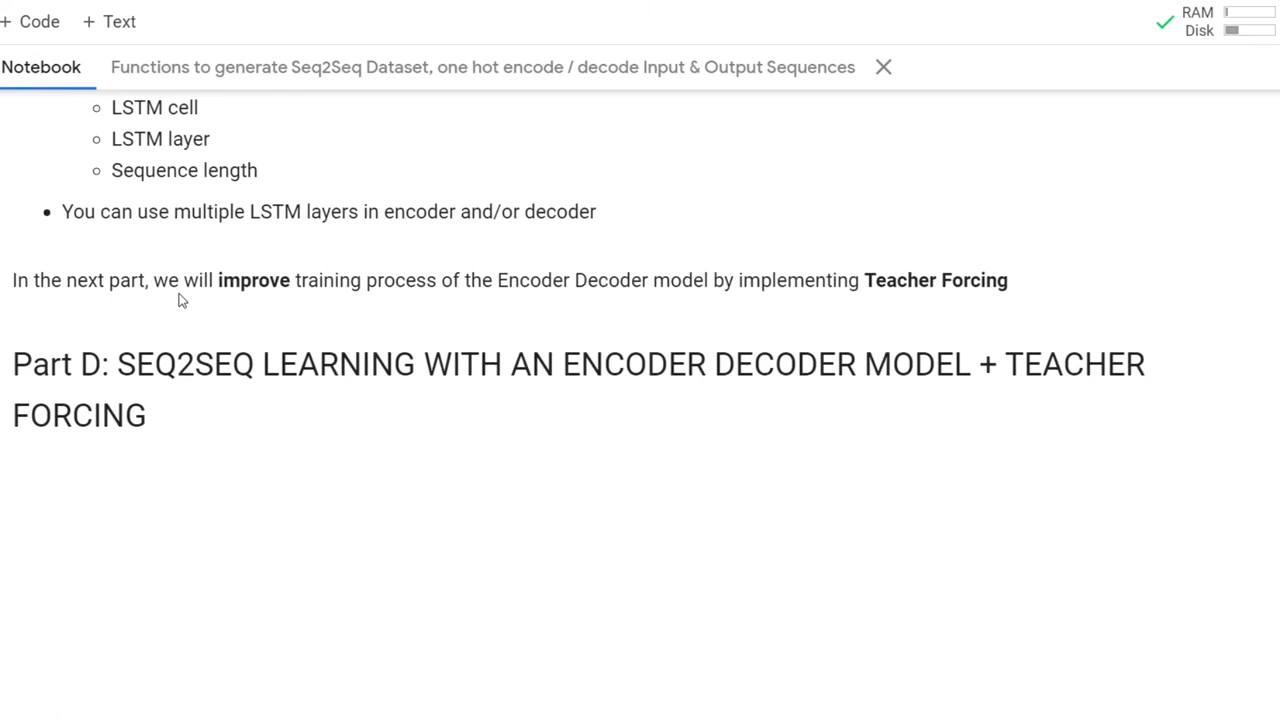 + Code + Text
RAM
Disk
Notebook Functions to generate Seq2Seq Dataset, one hot encode / decode Input & Output Sequences
LSTM cell
LSTM layer
Sequence length
You can use multiple LSTM layers in encoder and/or decoder
In the next part, we will improve training process of the Encoder Decoder model by implementing Teacher Forcing
Part D: SEQ2SEQ LEARNING WITH AN ENCODER DECODER MODEL + TEACHER
FORCING